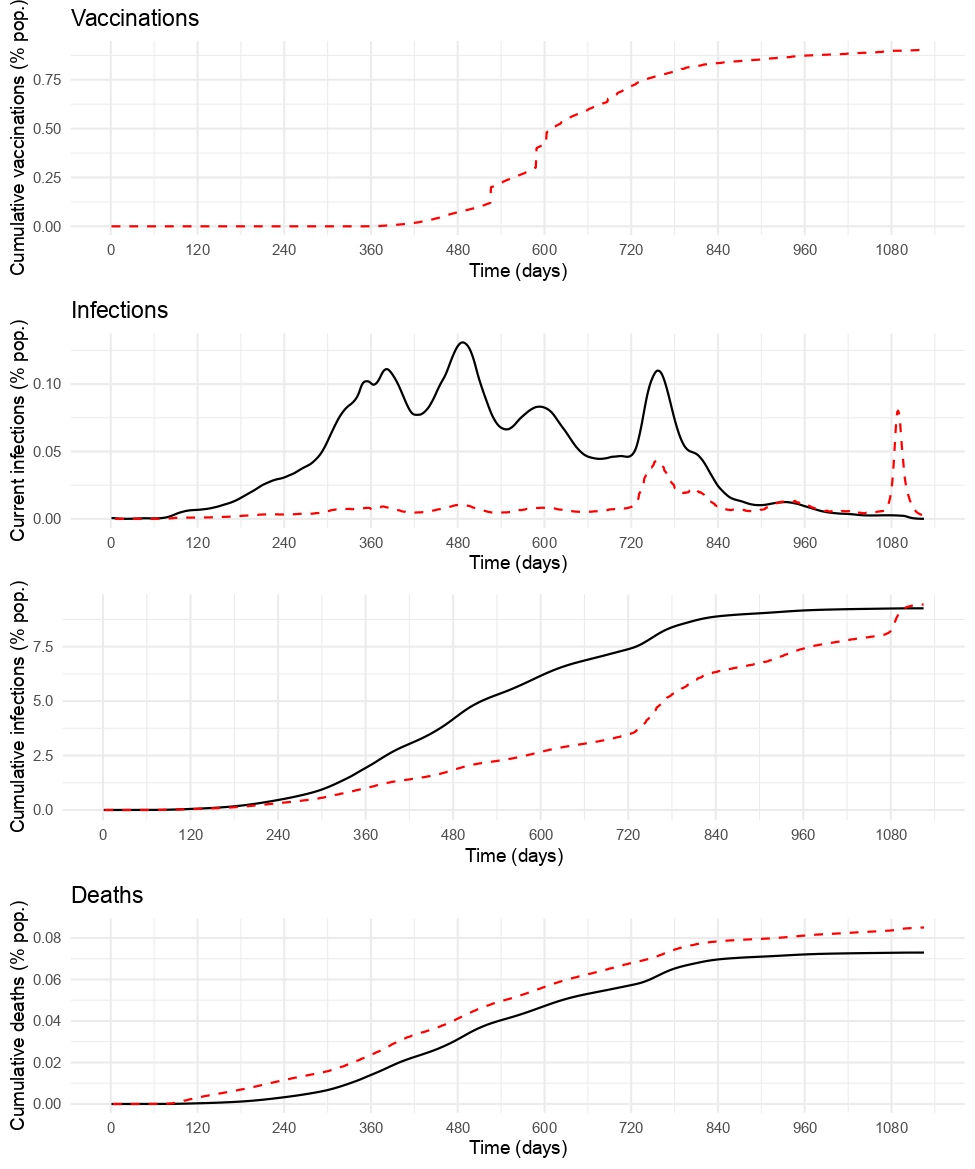 Vaccinations
Cumulative vaccinations (% pop.)
0.75
0.50
0.25
0.00
0 120 240 360 480 600 720 840 960 1080
Time (days)
Infections
Current infections (% pop.)
0.10
0.05
0.00
0 120 240 360 480 600 720 840 960 1080
Time (days)
Cumulative infections (% pop.)
7.5
5.0
2.5
0.0
0 120 240 360 480 600 720 840 960 1080
Time (days)
Deaths
Cumulative deaths (% pop.)
0.08
0.06
0.04
0.02
0.00
0 120 240 360 480 600 720 840 960 1080
Time (days)